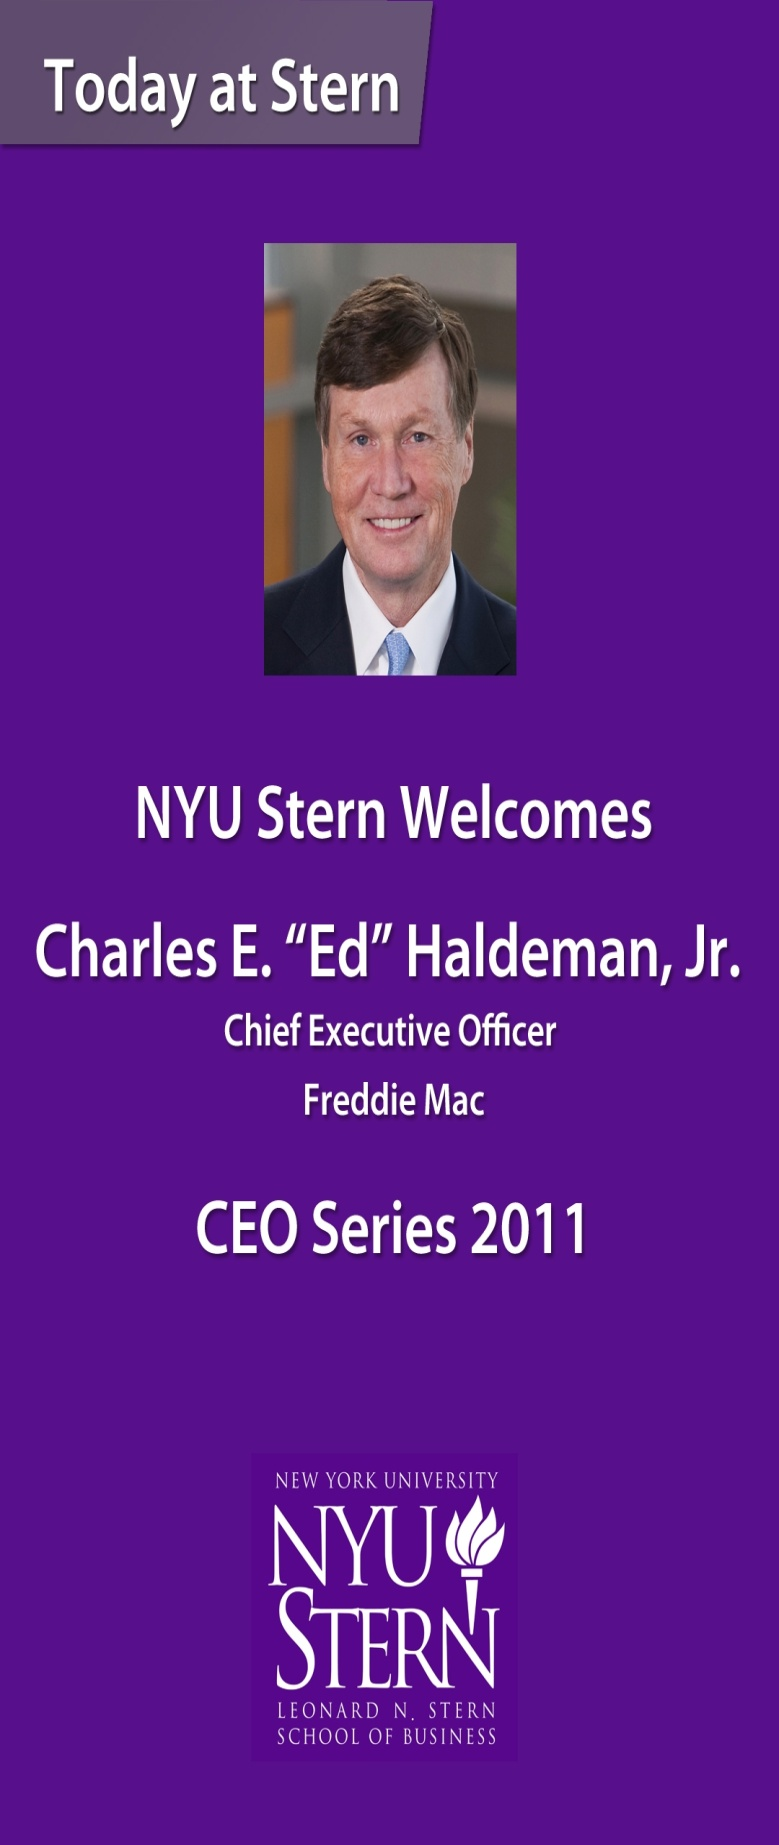 Today at Stern
NYU Stern Welcomes
Charles E. “Ed” Haldeman, Jr.
Chief Executive Officer
Freddie Mac
CEO Series 2011
NEW YORK UNIVERSITY
NYU
STERN
LEONARD N. STERN
SCHOOL OF BUSINESS